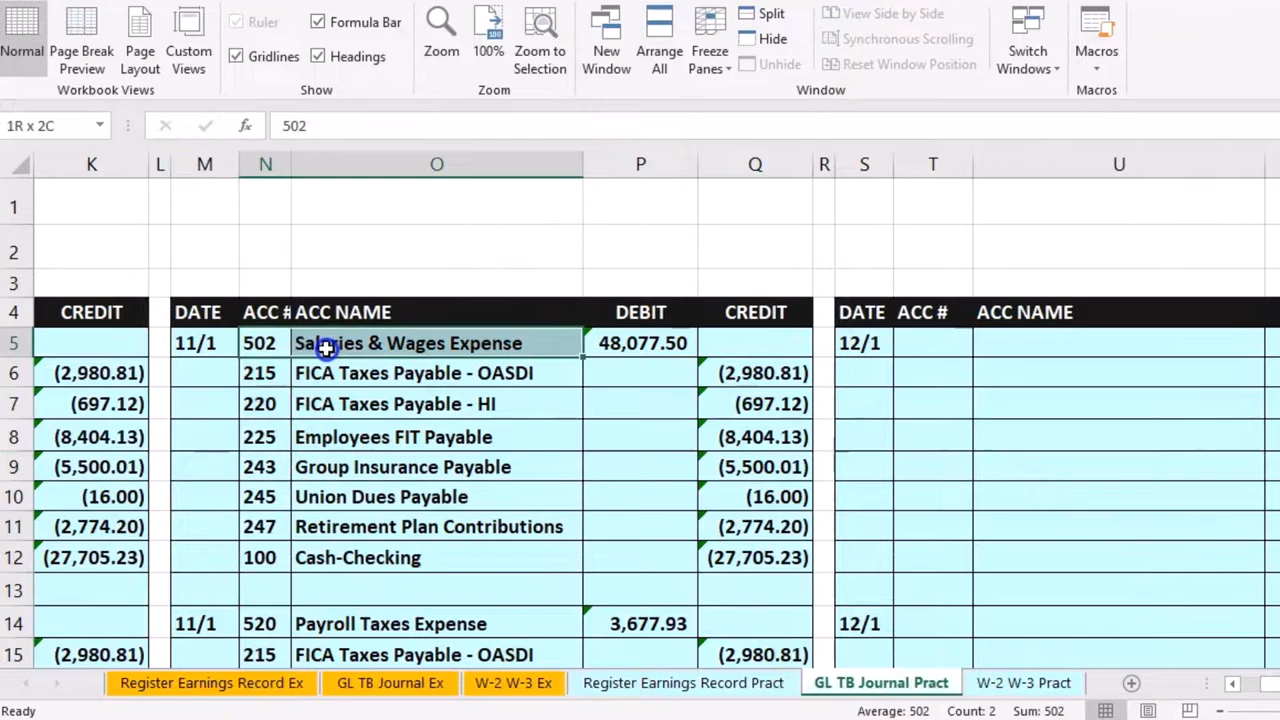 Normal Page Break Preview Page Layout Custom Views
Workbook Views
Ruler Formula Bar
Gridlines Headings
Show
Zoom 100% Zoom to Selection
Zoom
New Window Arrange All Freeze Panes
Split
Hide
Unhide
View Side by Side
Synchronous Scrolling
Reset Window Position
Window
Switch Windows
Macros
Macros
1R x 2C fx 502
K L M N O P Q R S T U
1
2
3
4 CREDIT DATE ACC # ACC NAME DEBIT CREDIT DATE ACC # ACC NAME
5 11/1 502 Salaries & Wages Expense 48,077.50 12/1
6 (2,980.81) 215 FICA Taxes Payable - OASDI (2,980.81)
7 (697.12) 220 FICA Taxes Payable - HI (697.12)
8 (8,404.13) 225 Employees FIT Payable (8,404.13)
9 (5,500.01) 243 Group Insurance Payable (5,500.01)
10 (16.00) 245 Union Dues Payable (16.00)
11 (2,774.20) 247 Retirement Plan Contributions (2,774.20)
12 (27,705.23) 100 Cash-Checking (27,705.23)
13
14 11/1 520 Payroll Taxes Expense 3,677.93 12/1
15 (2,980.81) 215 FICA Taxes Payable - OASDI (2,980.81)
Register Earnings Record Ex GL TB Journal Ex W-2 W-3 Ex Register Earnings Record Pract GL TB Journal Pract W-2 W-3 Pract
Ready Average: 502 Count: 2 Sum: 502